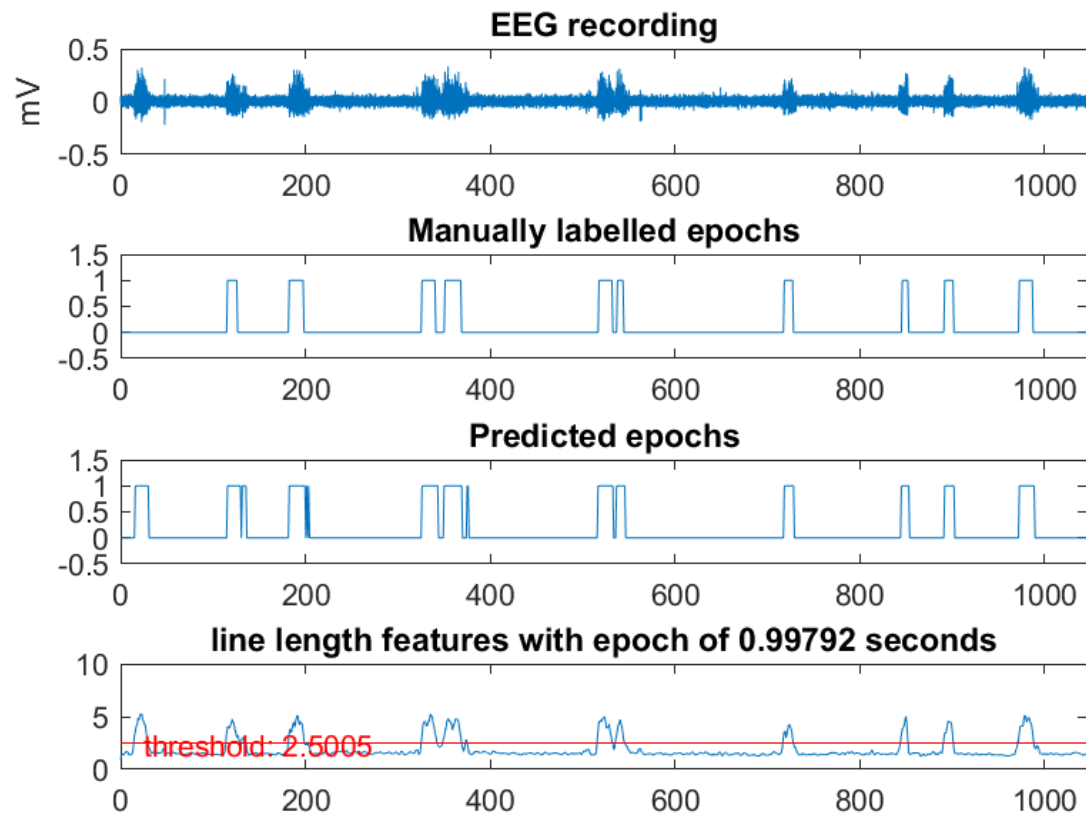 EEG recording
0.5
0
-0.5
mV
0 200 400 600 800 1000
Manually labelled epochs
1.5
1
0.5
0
-0.5
0 200 400 600 800 1000
Predicted epochs
1.5
1
0.5
0
-0.5
0 200 400 600 800 1000
line length features with epoch of 0.99792 seconds
10
5
0
threshold: 2.5005
0 200 400 600 800 1000